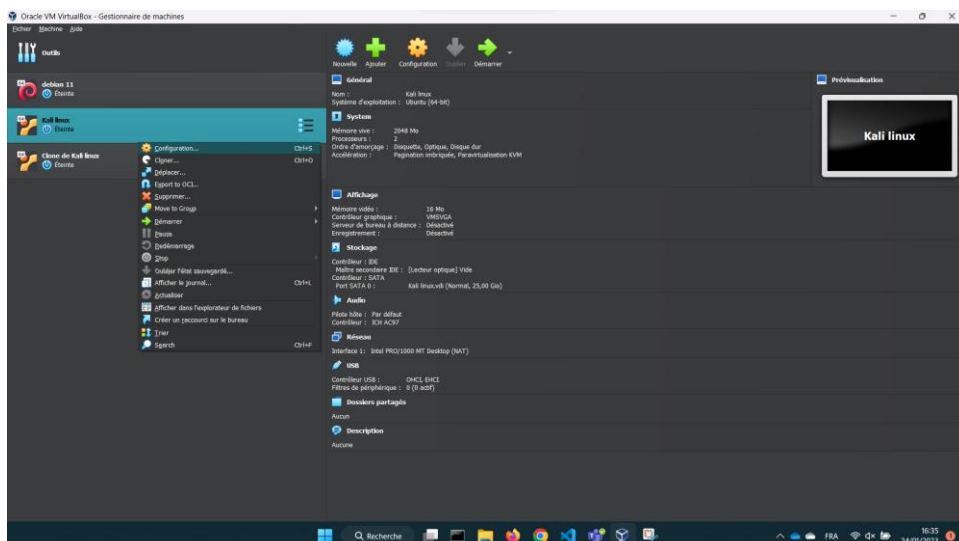 Oracle VM VirtualBox - Gestionnaire de machines
Fichier Machine Aide
Outils
Nouvelle Ajouter Configuration Oublier Démarrer
debian 11
Éteinte
Kali linux
Éteinte
Clone de Kali linux
Éteinte
Configuration... Ctrl+S
Cloner... Ctrl+O
Déplacer...
Export to OCI...
Supprimer...
Move to Group
Démarrer
Pause
Redémarrage
Stop
Oublier l'état sauvegardé...
Afficher le journal... Ctrl+L
Actualiser
Afficher dans l'explorateur de fichiers
Créer un raccourci sur le bureau
Trier
Search Ctrl+F
Général
Nom : Kali linux
Système d'exploitation : Ubuntu (64-bit)
System
Mémoire vive : 2048 Mo
Processeurs : 2
Ordre d'amorçage : Disquette, Optique, Disque dur
Accélération : Pagination imbriquée, Paravirtualisation KVM
Affichage
Mémoire vidéo : 16 Mo
Contrôleur graphique : VMSVGA
Serveur de bureau à distance : Désactivé
Enregistrement : Désactivé
Stockage
Contrôleur : IDE
Maître secondaire IDE : [Lecteur optique] Vide
Contrôleur : SATA
Port SATA 0 : Kali linux.vdi (Normal, 25,00 Gio)
Audio
Pilote hôte : Par défaut
Contrôleur : ICH AC97
Réseau
Interface 1: Intel PRO/1000 MT Desktop (NAT)
USB
Contrôleur USB : OHCI, EHCI
Filtres de périphérique : 0 (0 actif)
Dossiers partagés
Aucun
Description
Aucune
Prévisualisation
Kali linux
Recherche
FRA
16:35
24/01/2023